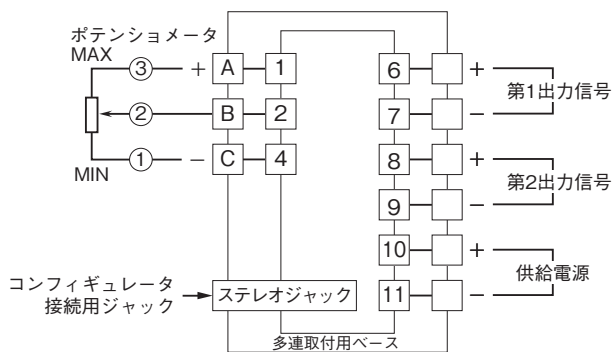 ポテンショメータ
MAX
③ + A 1
② B 2
① − C 4
MIN
6 +
第1出力信号
7 −
8 +
第2出力信号
9 −
10 +
供給電源
11 −
コンフィギュレータ
接続用ジャック
ステレオジャック
多連取付用ベース